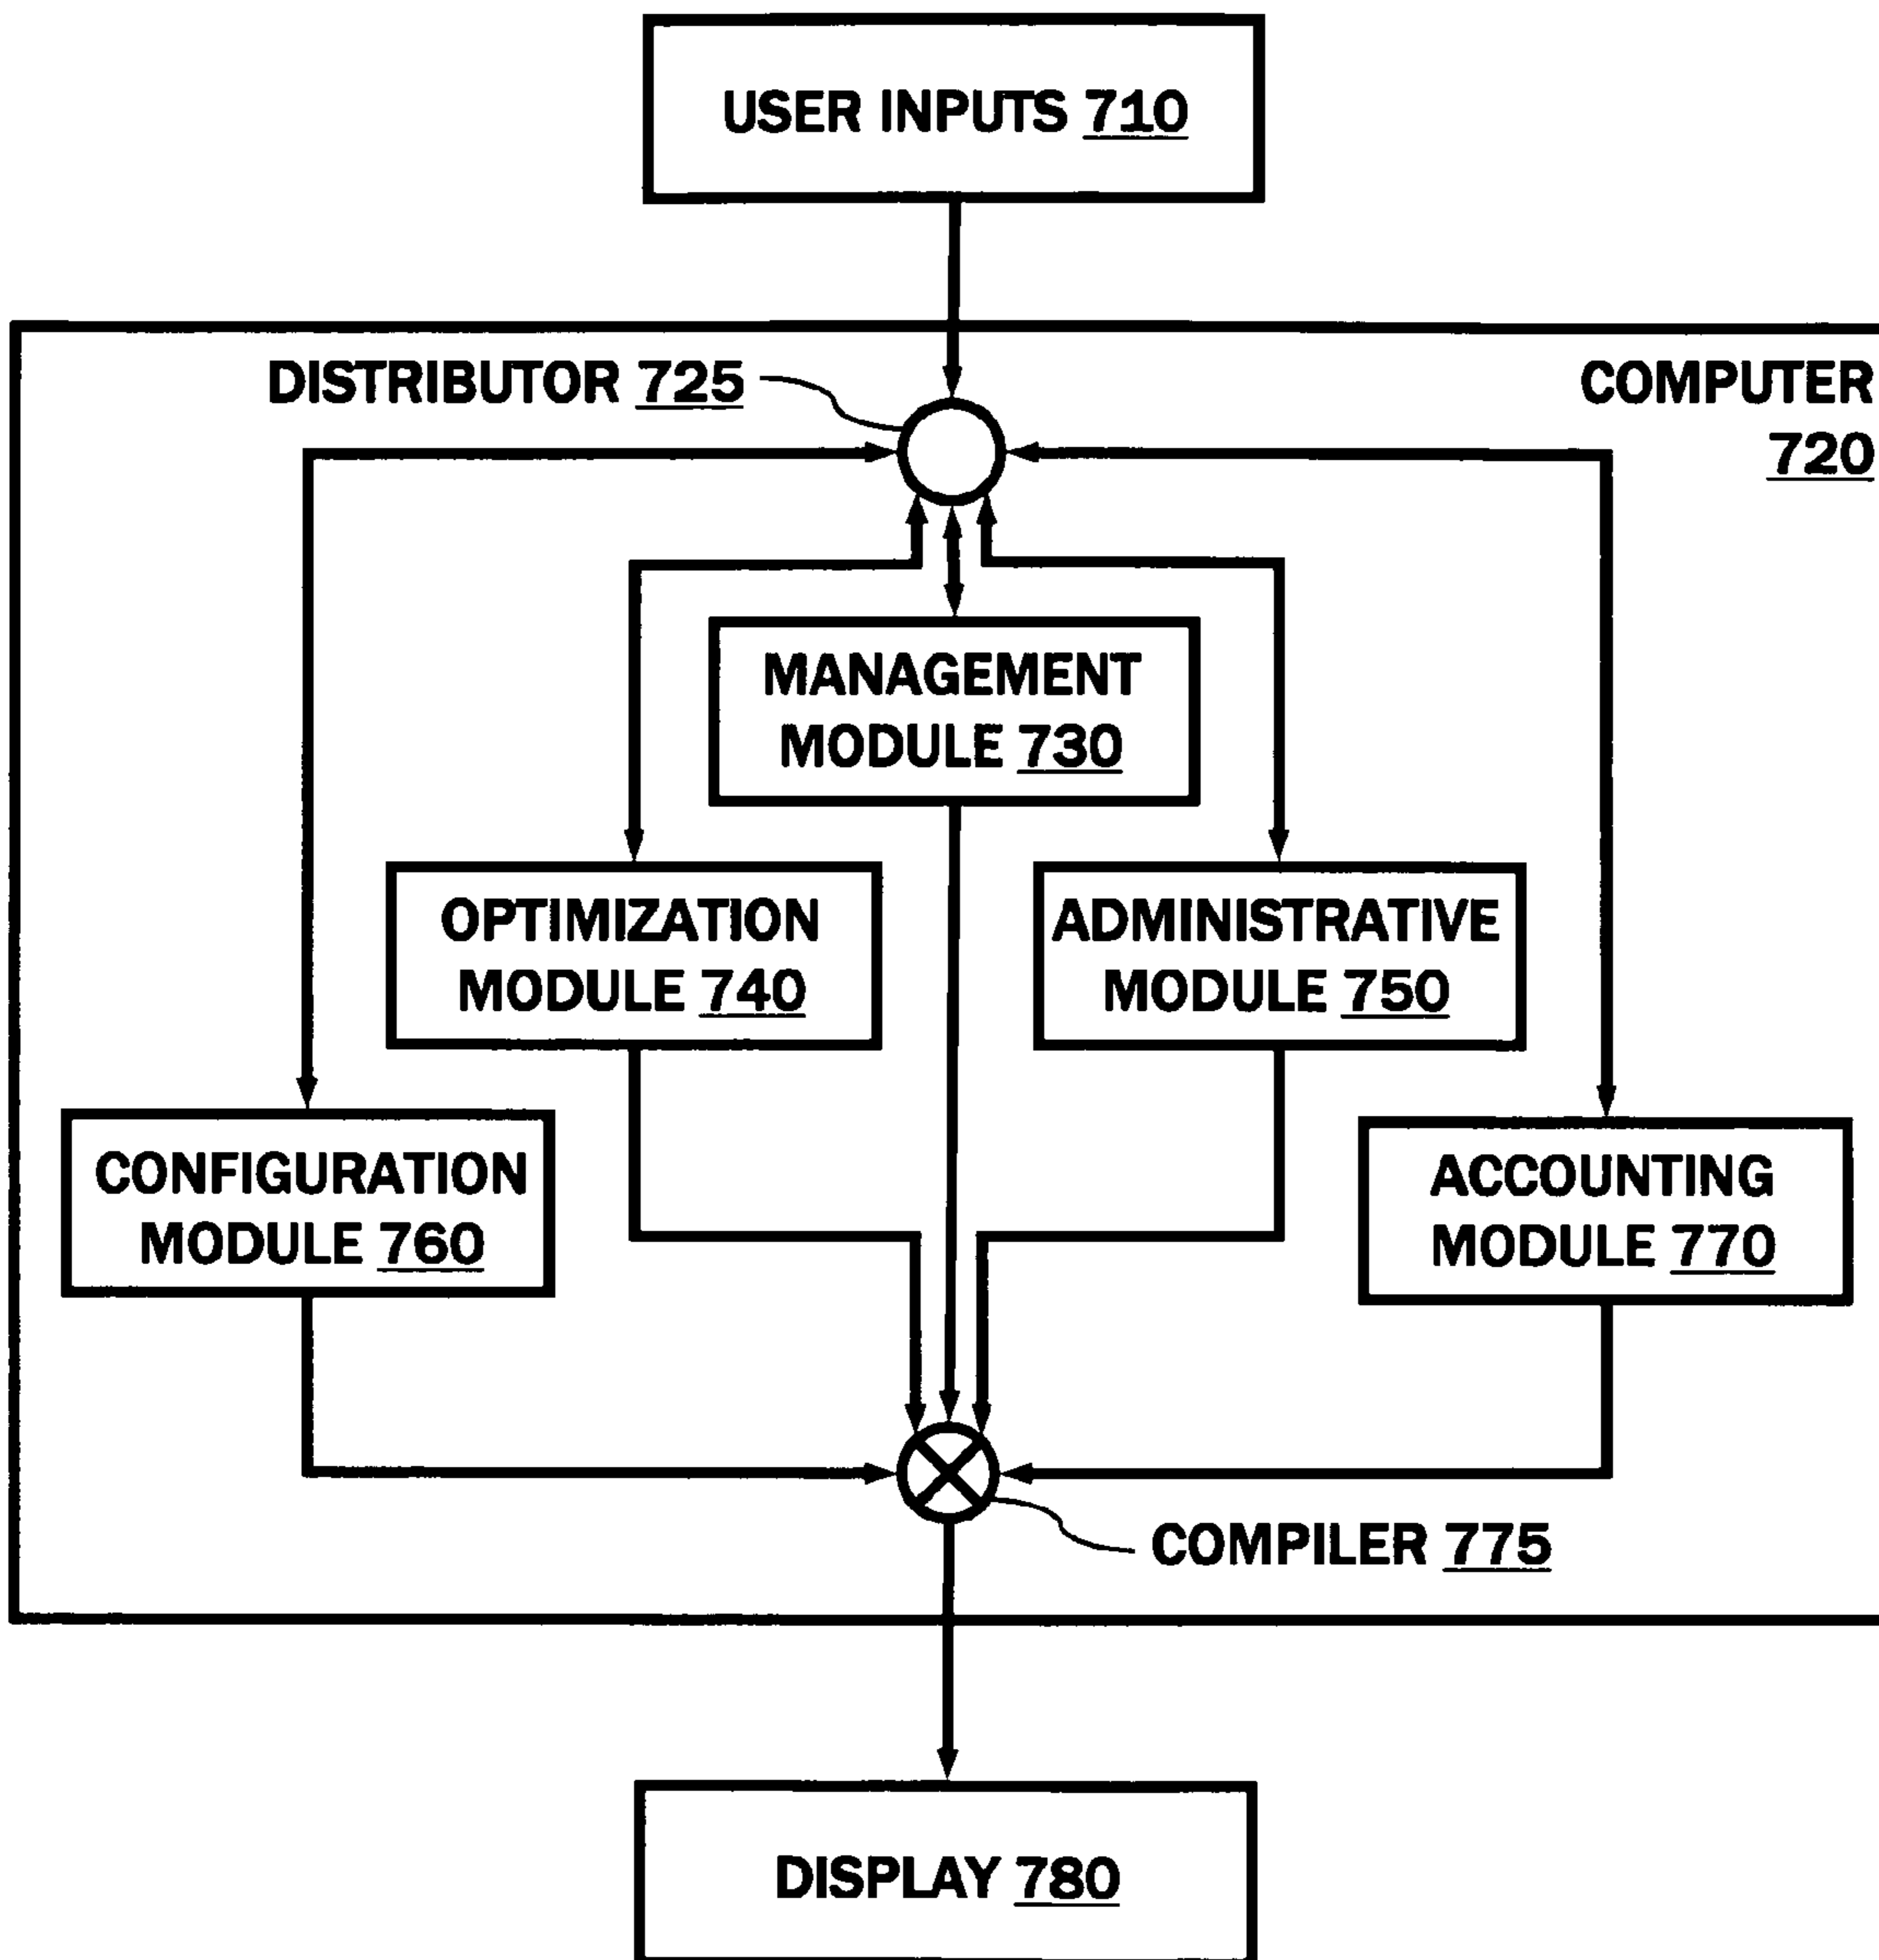 USER INPUTS 710
DISTRIBUTOR 725
COMPUTER
720
MANAGEMENT
MODULE 730
OPTIMIZATION
MODULE 740
ADMINISTRATIVE
MODULE 750
CONFIGURATION
MODULE 760
ACCOUNTING
MODULE 770
COMPILER 775
DISPLAY 780